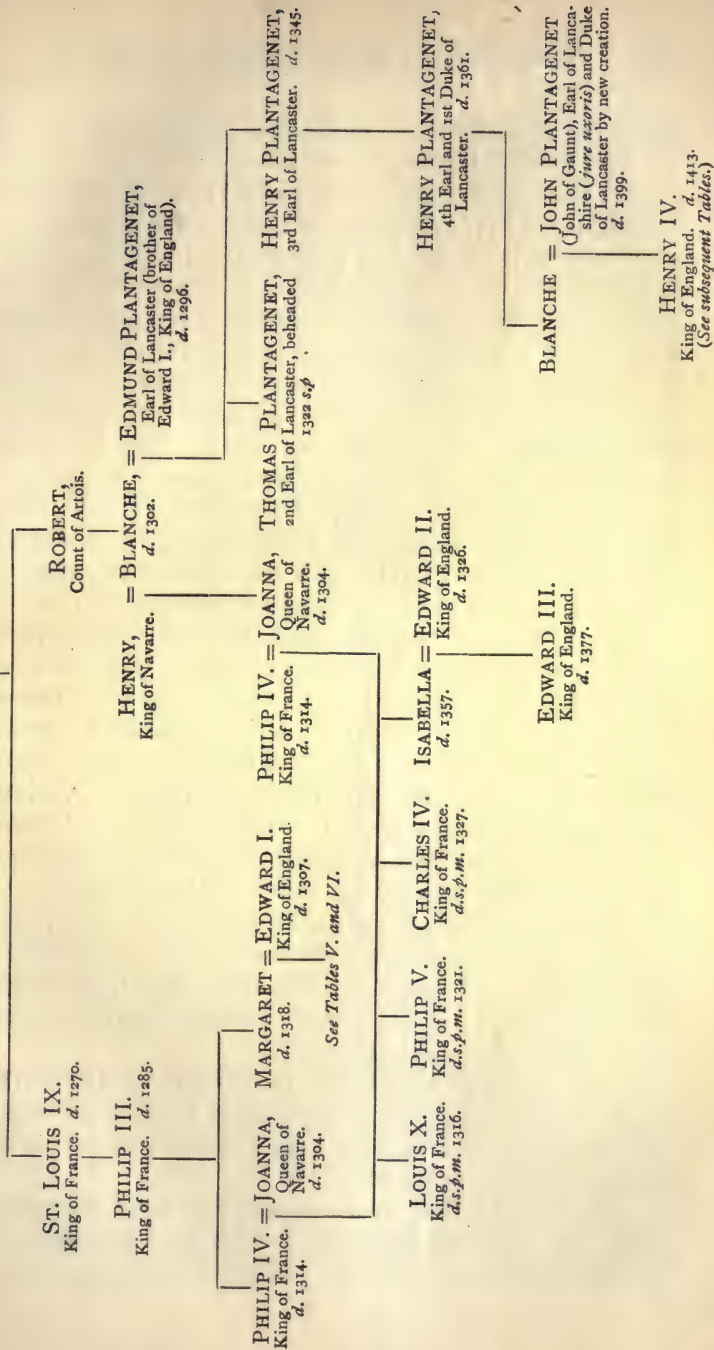 ST. LOUIS IX.
King of France. d. 1270.
PHILIP III.
King of France. d. 1285.
ROBERT,
Count of Artois.
HENRY,
King of Navarre.
= BLANCHE, =
d. 1302.
EDMUND PLANTAGENET,
Earl of Lancaster (brother of
Edward I., King of England).
d. 1296.
PHILIP IV. = JOANNA,
King of France.
d. 1314.
Queen of
Navarre.
d. 1304.
MARGARET = EDWARD I.
d. 1318.
King of England.
d. 1307.
See Tables V. and VI.
PHILIP IV. = JOANNA,
King of France.
d. 1314.
Queen of
Navarre.
d. 1304.
THOMAS PLANTAGENET,
2nd Earl of Lancaster, beheaded
1322 s.p.
HENRY PLANTAGENET,
3rd Earl of Lancaster. d. 1345.
LOUIS X.
King of France.
d.s.p.m. 1316.
PHILIP V.
King of France.
d.s.p.m. 1321.
CHARLES IV.
King of France.
d.s.p.m. 1327.
ISABELLA = EDWARD II.
d. 1357.
King of England.
d. 1326.
HENRY PLANTAGENET,
4th Earl and 1st Duke of
Lancaster. d. 1361.
EDWARD III.
King of England.
d. 1377.
BLANCHE = JOHN PLANTAGENET
(John of Gaunt), Earl of Lanca-
shire (jure uxoris) and Duke
of Lancaster by new creation.
d. 1399.
HENRY IV.
King of England. d. 1413.
(See subsequent Tables.)